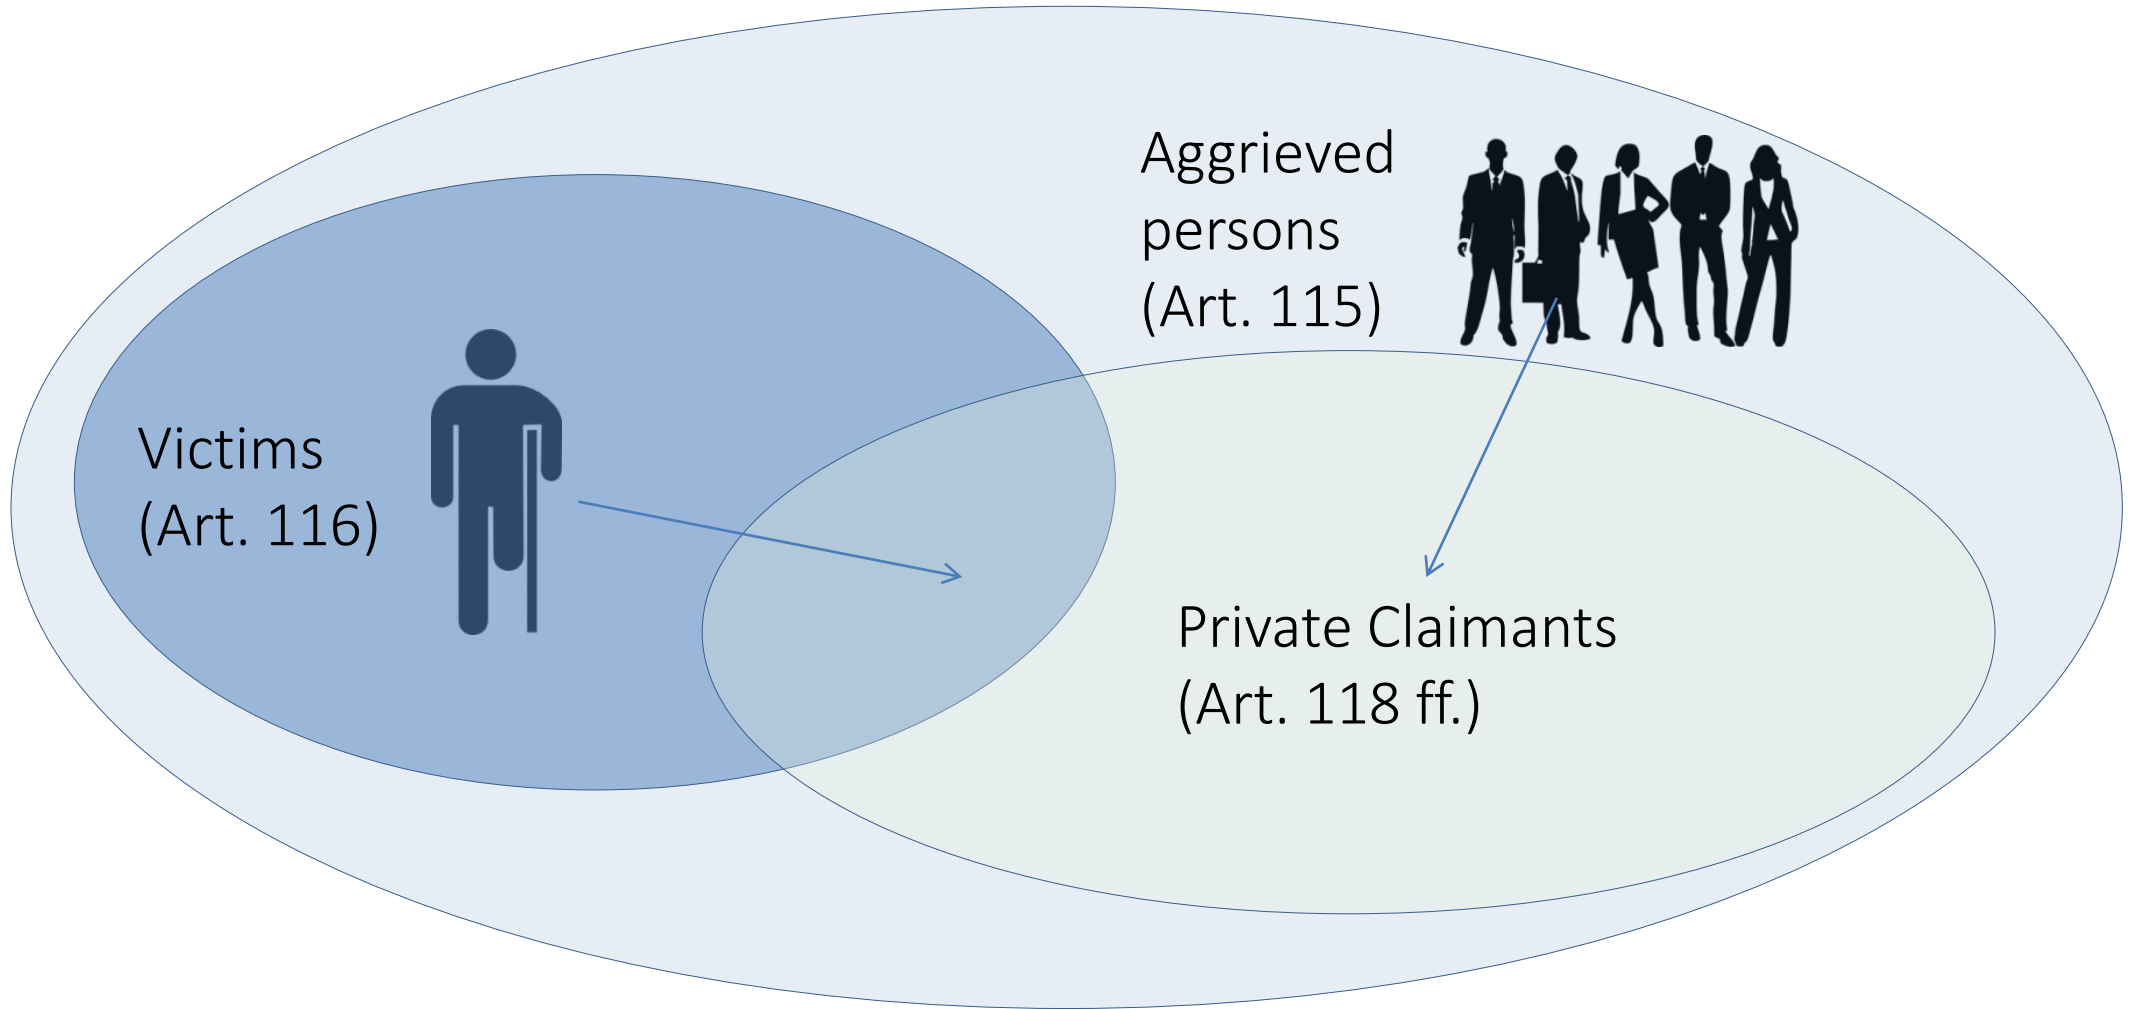 Aggrieved
persons
(Art. 115)
Victims
(Art. 116)
Private Claimants
(Art. 118 ff.)